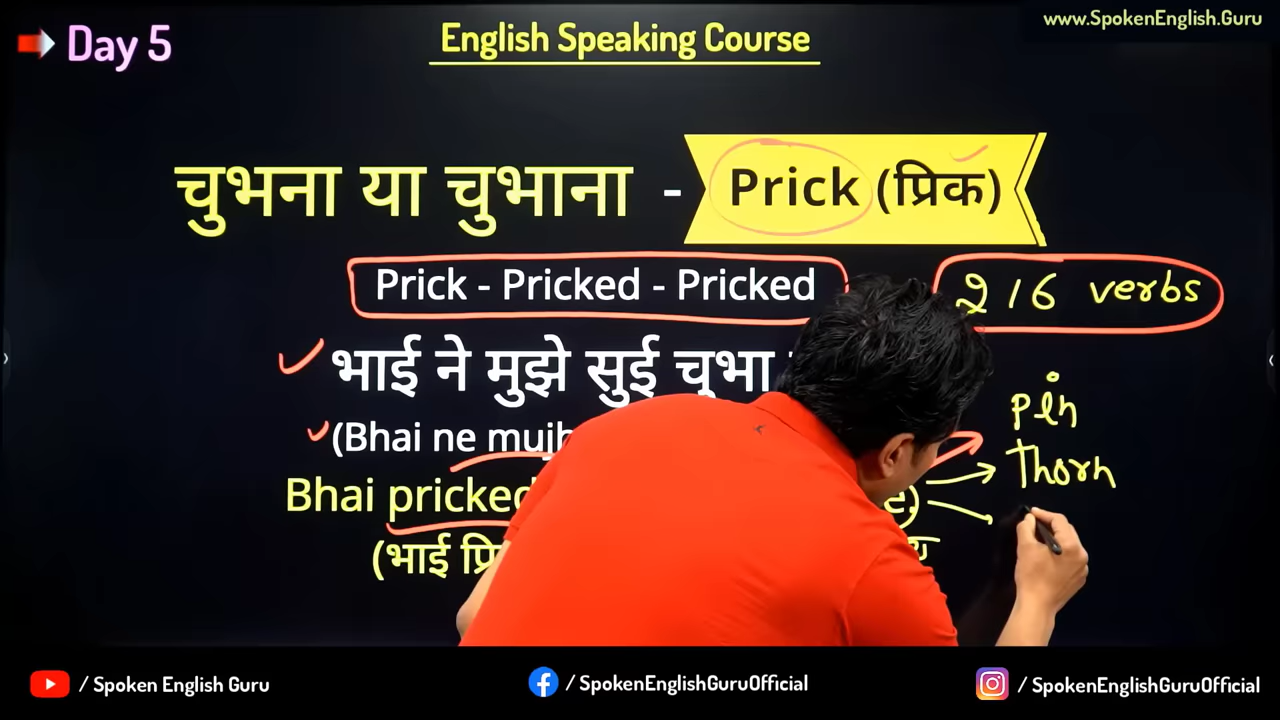 www.SpokenEnglish.Guru
Day 5
English Speaking Course
चुभना या चुभाना - Prick (प्रिक)
Prick - Pricked - Pricked
216 verbs
भाई ने मुझे सुई चुभा
(Bhai ne
pin
Thorn
Bhai pricked
(भाई
/ Spoken English Guru
/ SpokenEnglishGuruOfficial
/ SpokenEnglishGuruOfficial